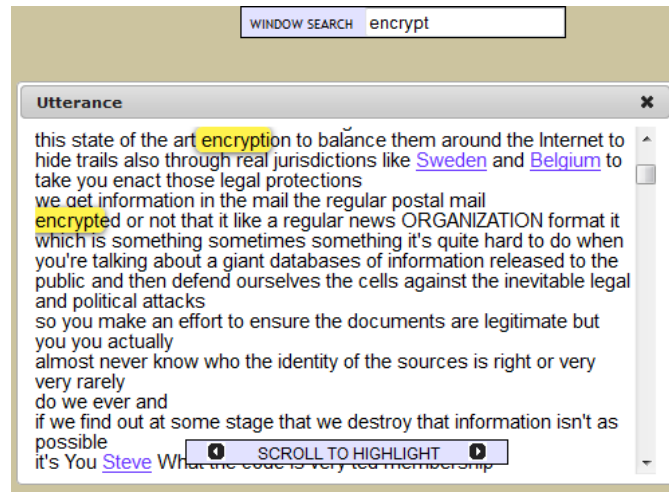 WINDOW SEARCH encrypt
Utterance
this state of the art encryption to balance them around the Internet to
hide trails also through real jurisdictions like Sweden and Belgium to
take you enact those legal protections
we get information in the mail the regular postal mail
encrypted or not that it like a regular news ORGANIZATION format it
which is something sometimes something it's quite hard to do when
you're talking about a giant databases of information released to the
public and then defend ourselves the cells against the inevitable legal
and political attacks
so you make an effort to ensure the documents are legitimate but
you you actually
almost never know who the identity of the sources is right or very
very rarely
do we ever and
if we find out at some stage that we destroy that information isn't as
possible
it's You Steve What the code is very ted membership
SCROLL TO HIGHLIGHT